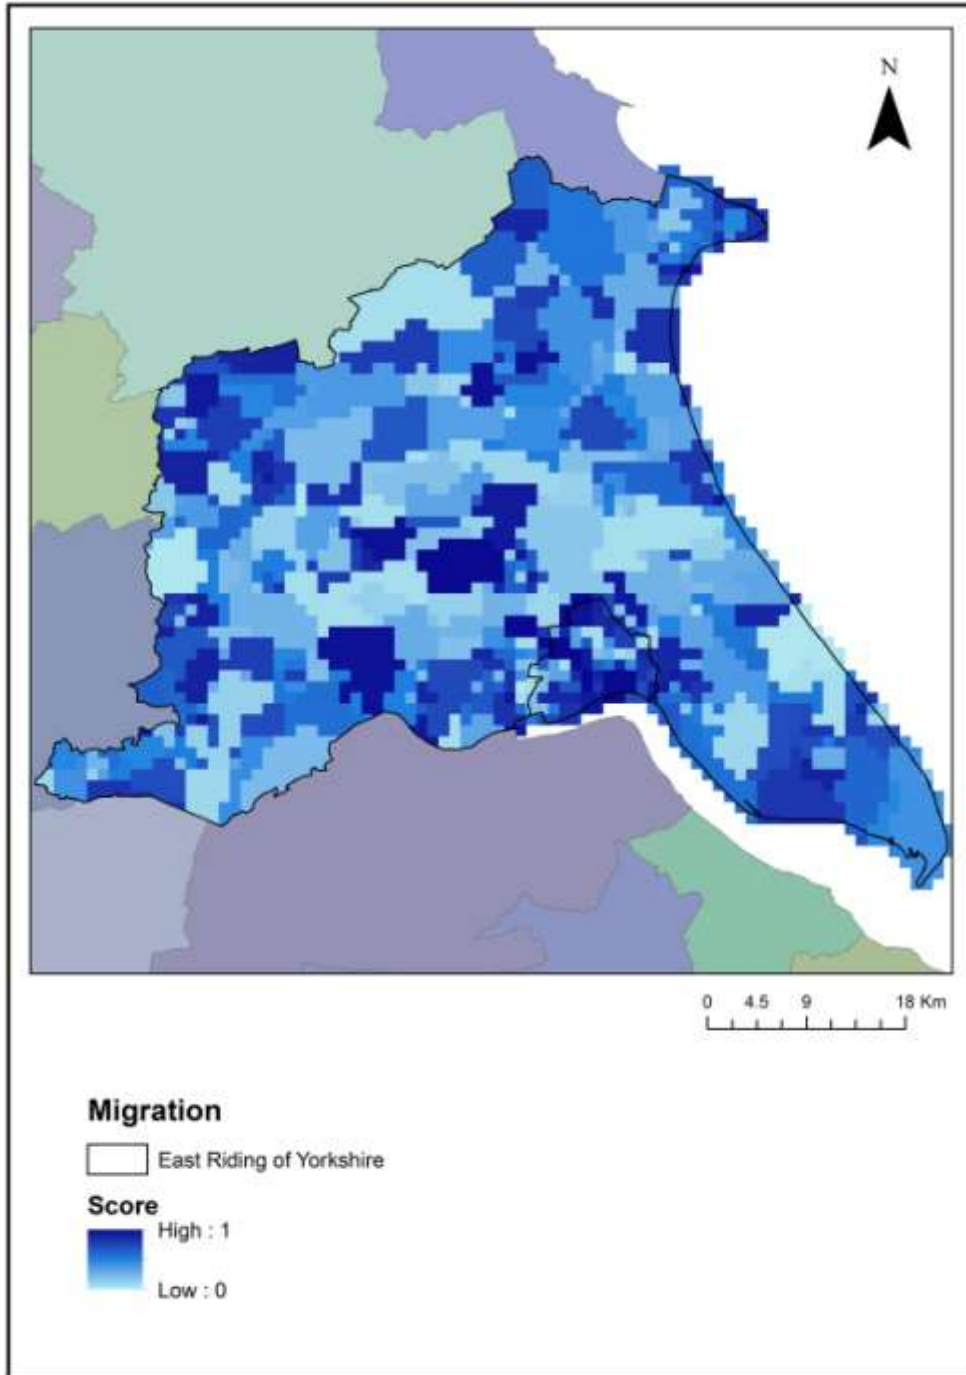 N
0 4.5 9 18 Km
Migration
East Riding of Yorkshire
Score
High : 1
Low : 0